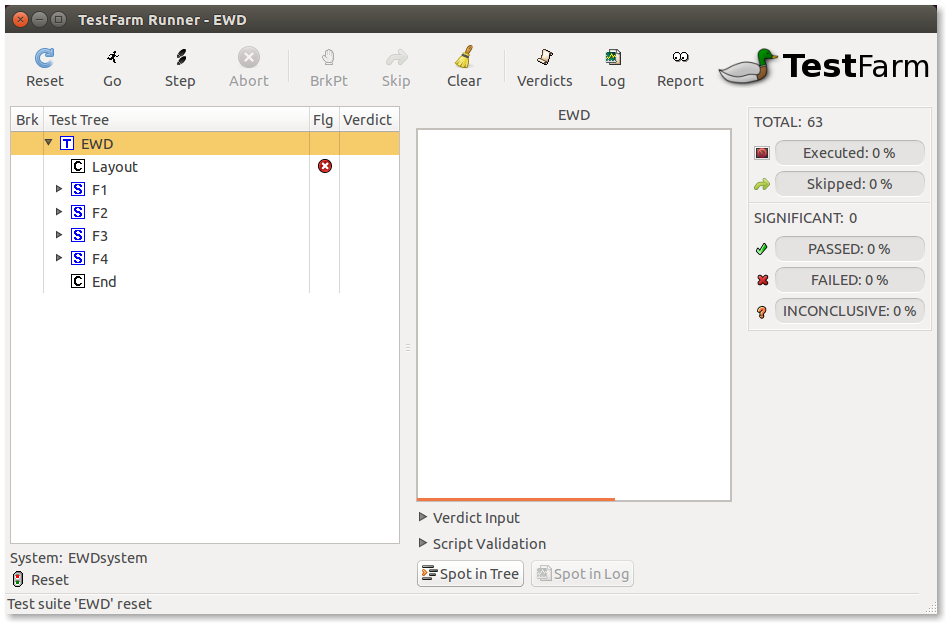 TestFarm Runner - EWD
Reset Go Step Abort BrkPt Skip Clear Verdicts Log Report TestFarm
Brk Test Tree Flg Verdict
T EWD
C Layout
S F1
S F2
S F3
S F4
C End
EWD
Verdict Input
Script Validation
Spot in Tree Spot in Log
TOTAL: 63
Executed: 0 %
Skipped: 0 %
SIGNIFICANT: 0
PASSED: 0 %
FAILED: 0 %
INCONCLUSIVE: 0 %
System: EWDsystem
Reset
Test suite 'EWD' reset